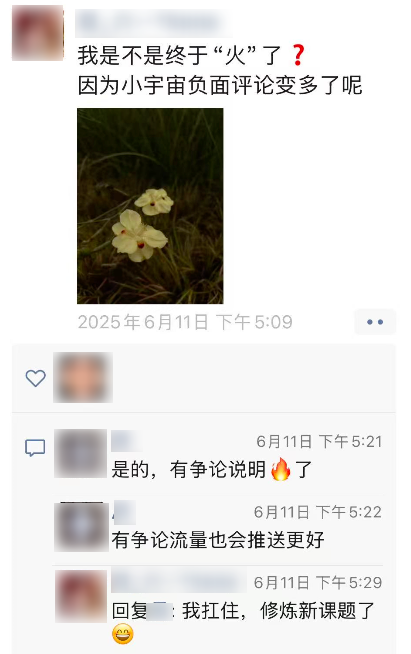 我是不是终于“火”了❓
因为小宇宙负面评论变多了呢
2025年6月11日 下午5:09
6月11日 下午5:21
是的，有争论说明🔥了
6月11日 下午5:22
有争论流量也会推送更好
6月11日 下午5:29
回复: 我扛住，修炼新课题了
😄